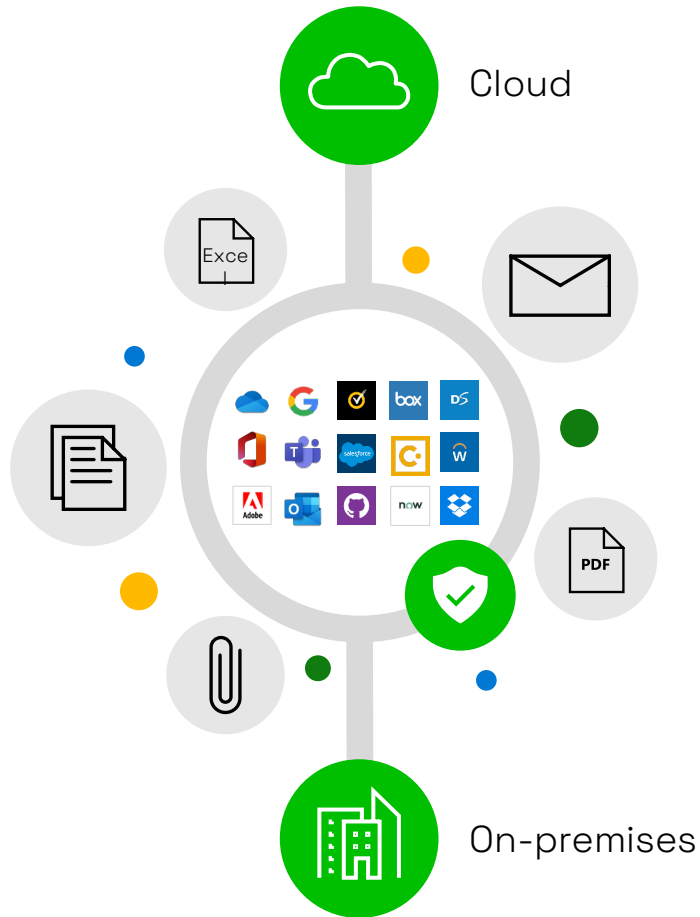 Cloud
Exce
l
box
DS
T
salesforce
C
W
Adobe
O
now
PDF
On-premises